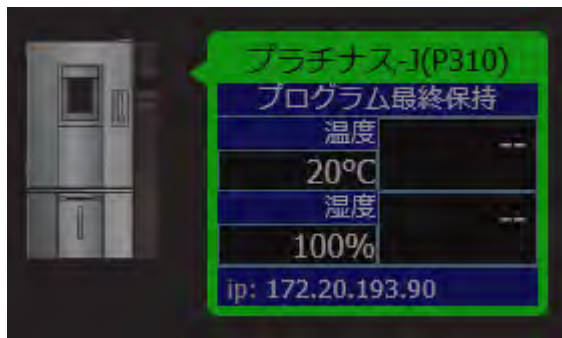 プラチナス-J(P310)
プログラム最終保持
温度
--
20ºC
湿度
--
100%
ip: 172.20.193.90